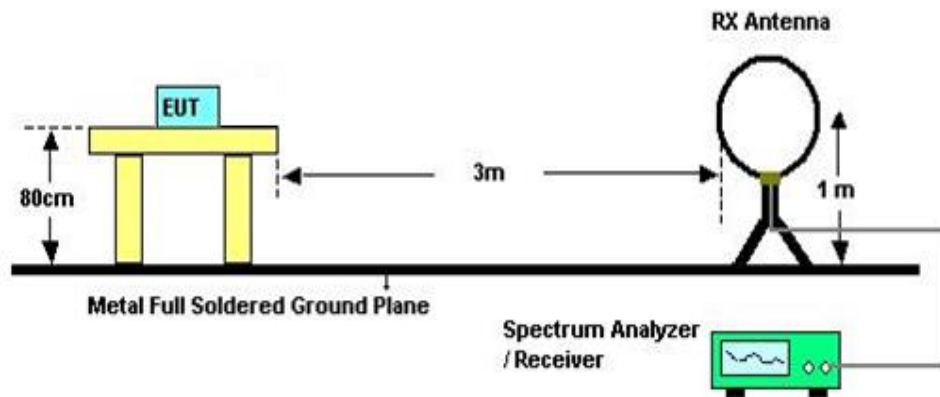 RX Antenna
EUT
3m
80cm
1 m
Metal Full Soldered Ground Plane
Spectrum Analyzer
/ Receiver